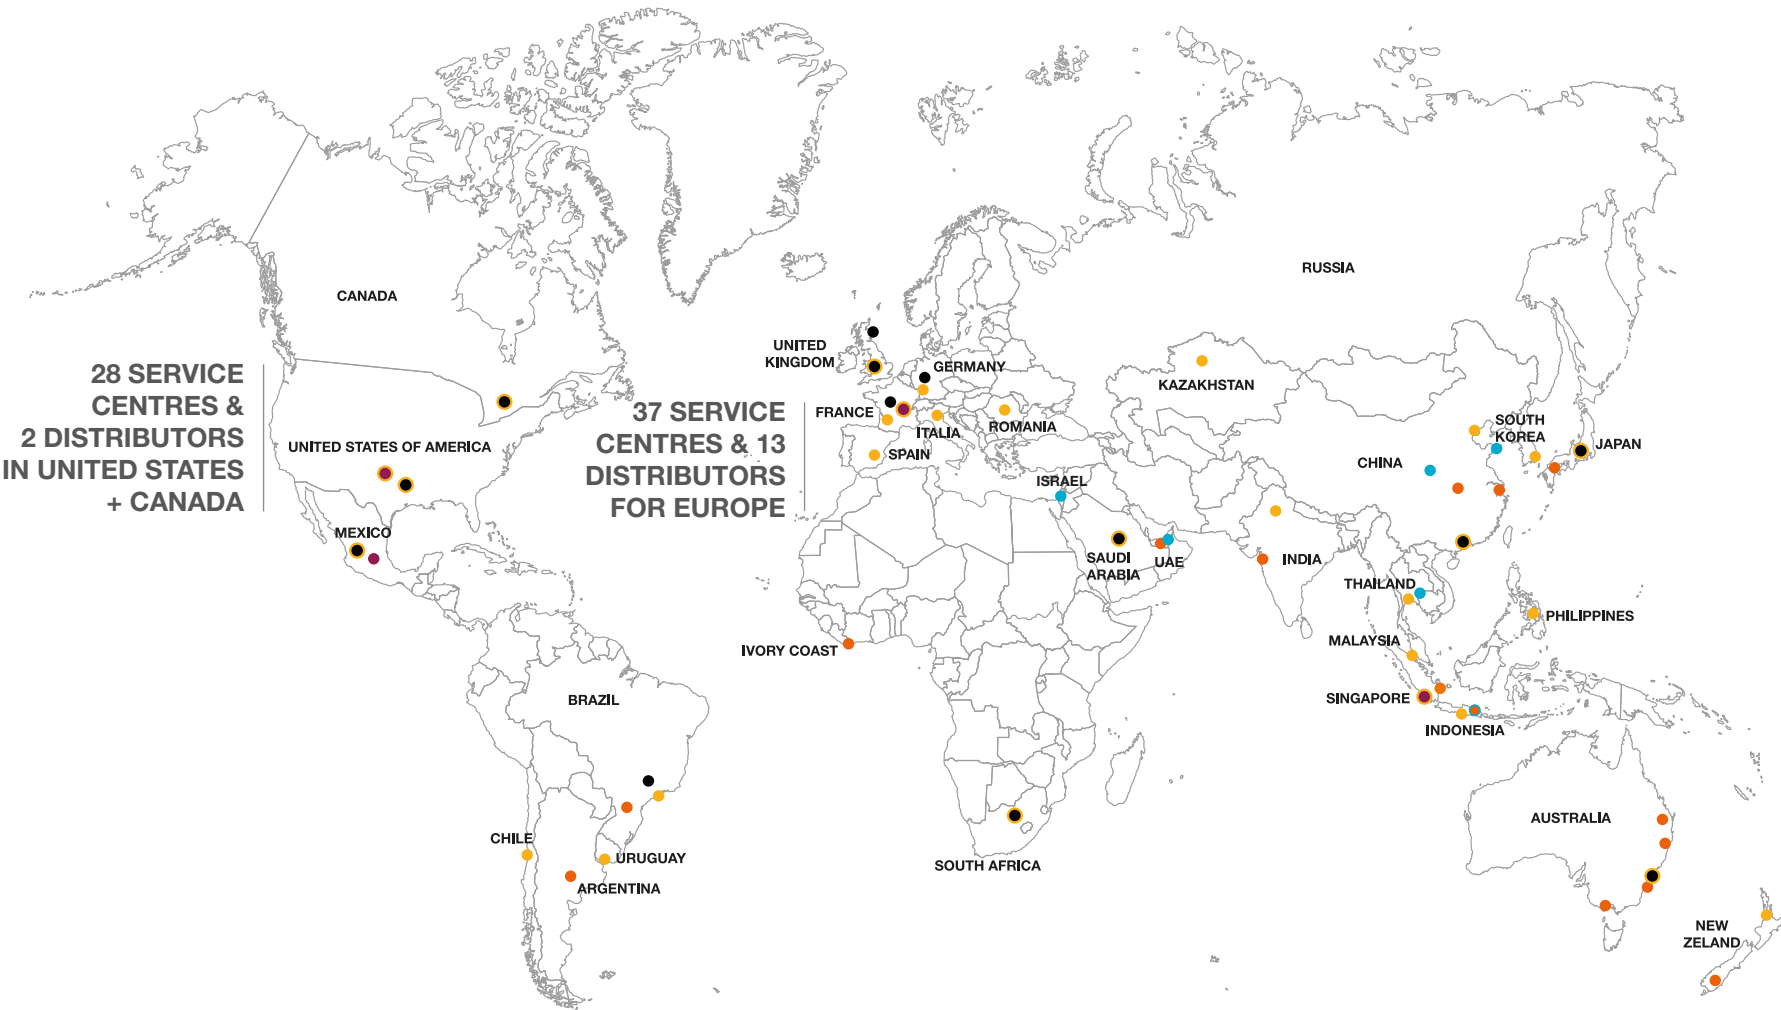 RUSSIA
CANADA
UNITED
KINGDOM
GERMANY
KAZAKHSTAN
28 SERVICE
CENTRES &
2 DISTRIBUTORS
IN UNITED STATES
+ CANADA
37 SERVICE
CENTRES & 13
DISTRIBUTORS
FOR EUROPE
FRANCE
ITALIA
ROMANIA
SPAIN
SOUTH
KOREA
JAPAN
UNITED STATES OF AMERICA
CHINA
ISRAEL
MEXICO
SAUDI
ARABIA
UAE
INDIA
THAILAND
PHILIPPINES
MALAYSIA
IVORY COAST
BRAZIL
SINGAPORE
INDONESIA
AUSTRALIA
CHILE
URUGUAY
ARGENTINA
SOUTH AFRICA
NEW
ZELAND